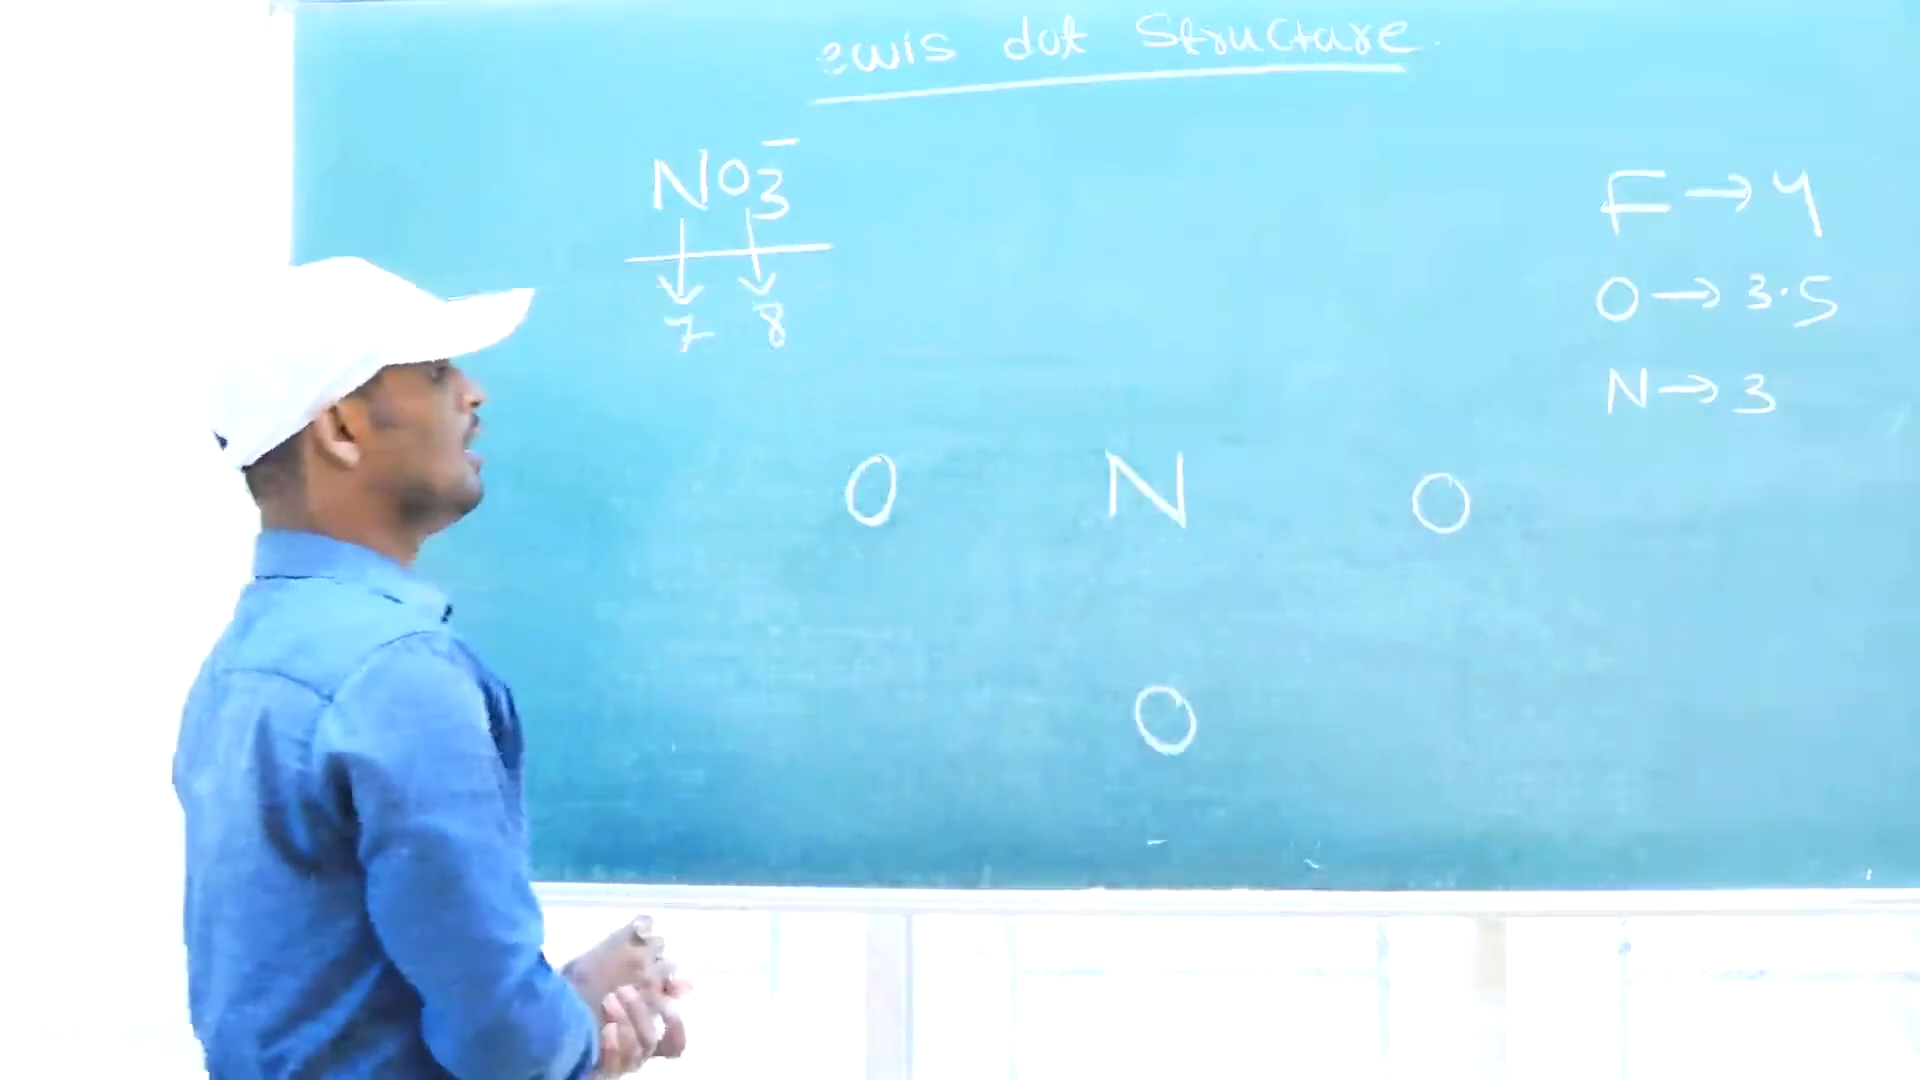 ewis dot Structure.
NO3⁻
7 8
F → 4
O → 3.5
N → 3
O N O
O